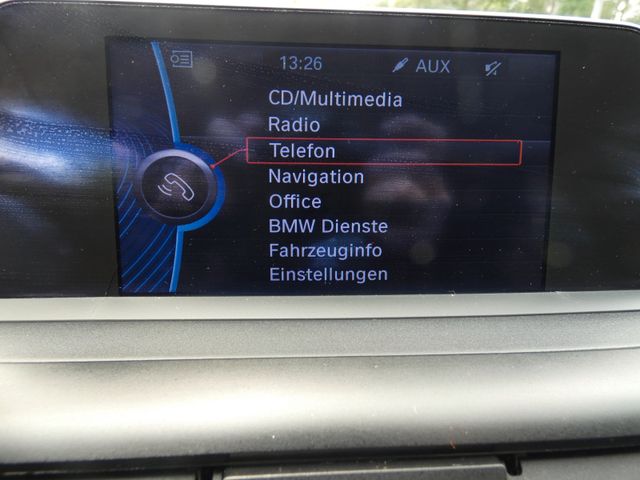 13:26 AUX
CD/Multimedia
Radio
Telefon
Navigation
Office
BMW Dienste
Fahrzeuginfo
Einstellungen